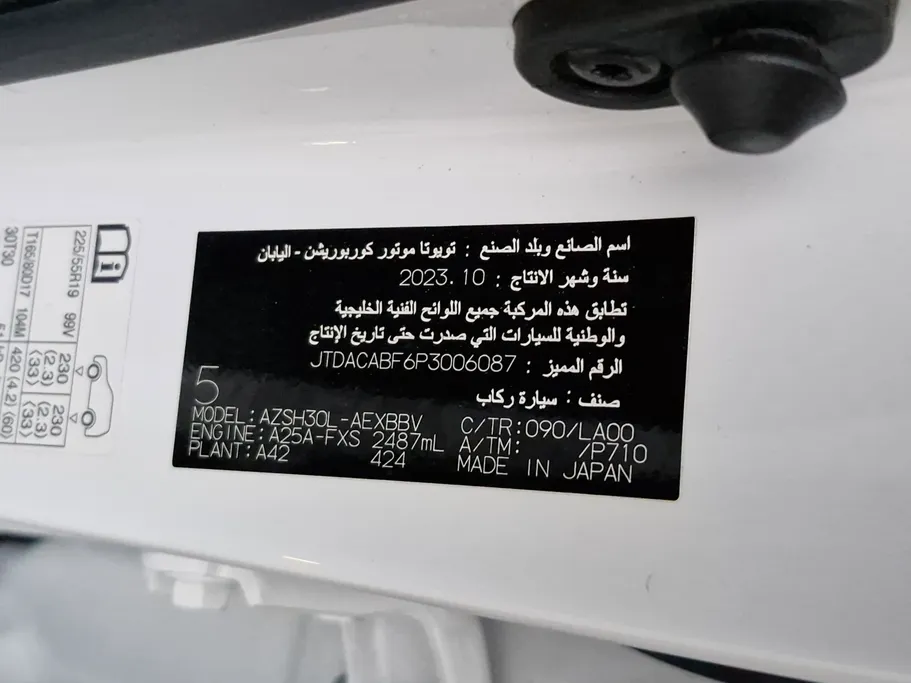 اسم الصانع وبلد الصنع : تويوتا موتور كوربوريشن - اليابان
سنة وشهر الانتاج : 2023.10
تطابق هذه المركبة جميع اللوائح الفنية الخليجية
والوطنية للسيارات التي صدرت حتى تاريخ الإنتاج
الرقم المميز : JTDACABF6P3006087
صنف : سيارة ركاب
5
MODEL:AZSH30L-AEXBBV C/TR:090/LA00
ENGINE:A25A-FXS 2487mL A/TM: /P710
PLANT:A42 424 MADE IN JAPAN
225/55R19 99V 230 (2.3) (33) 230 (2.3) (33)
T165/80D17 104M 420 (4.2) (60)